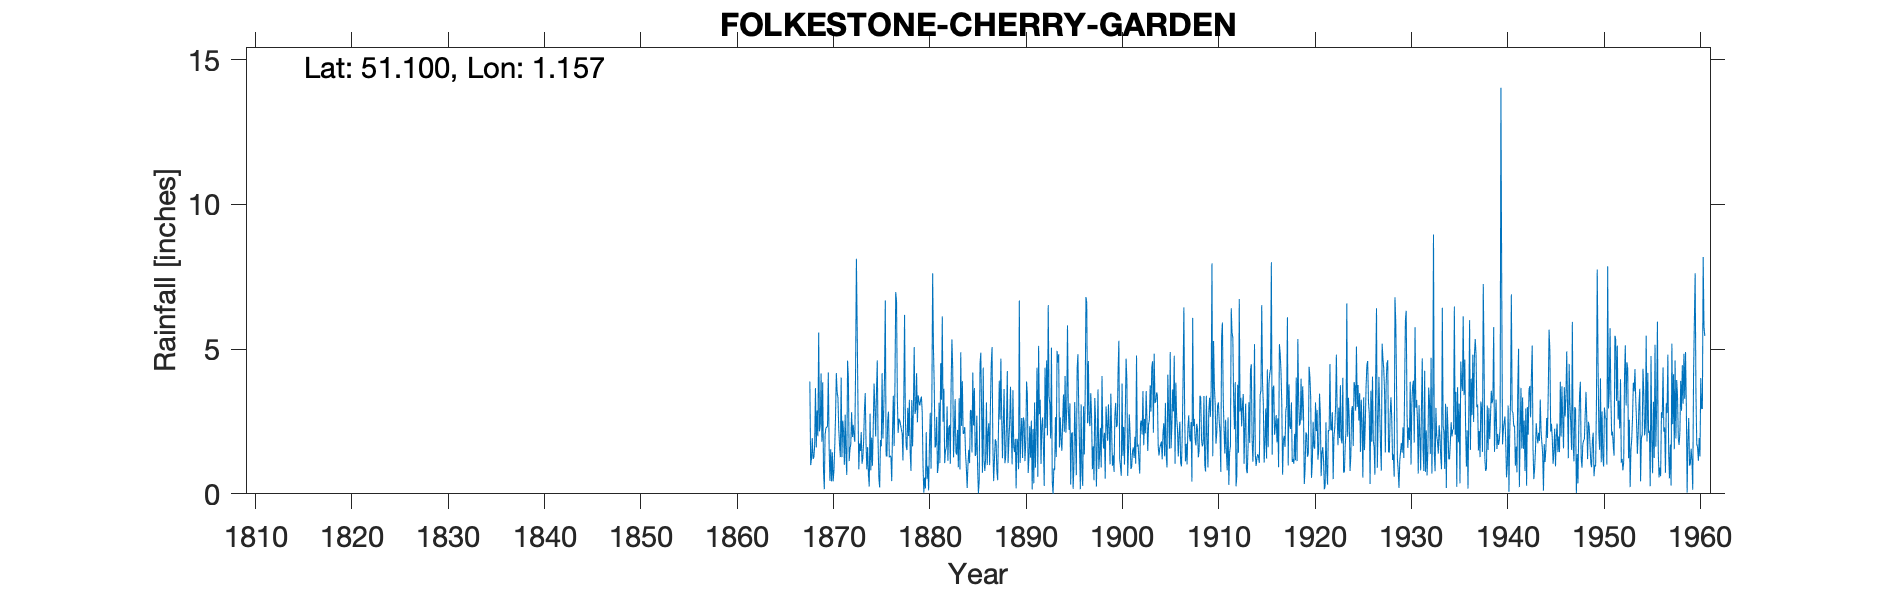 FOLKESTONE-CHERRY-GARDEN
Lat: 51.100, Lon: 1.157
15
10
5
0
Rainfall [inches]
1810 1820 1830 1840 1850 1860 1870 1880 1890 1900 1910 1920 1930 1940 1950 1960
Year